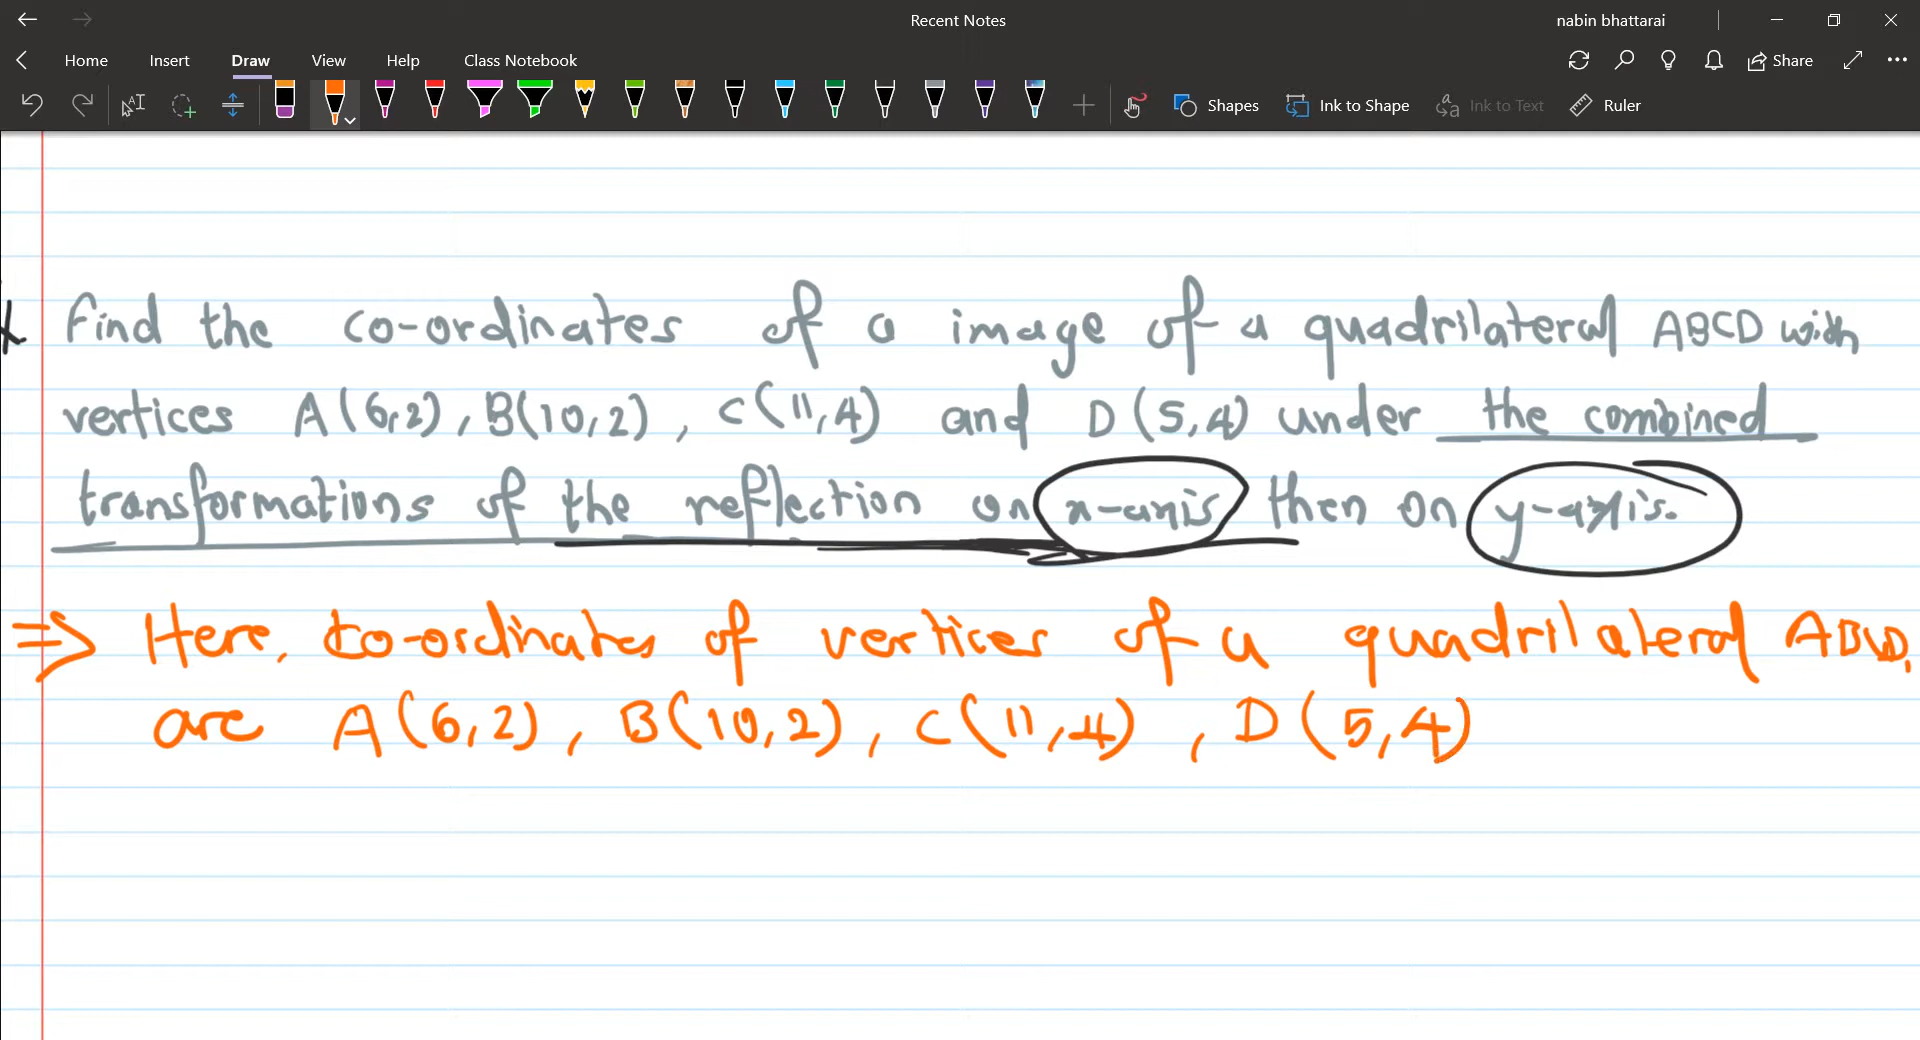 Recent Notes
nabin bhattarai
Home Insert Draw View Help Class Notebook Share
Shapes Ink to Shape Ink to Text Ruler
Find the co-ordinates of a image of a quadrilateral ABCD with
vertices A(6,2), B(10,2), C(11,4) and D(5,4) under the combined
transformations of the reflection on x-axis then on y-axis.
⇒ Here, co-ordinates of vertices of a quadrilateral ABCD.
are A(6,2), B(10,2), C(11,4), D(5,4)